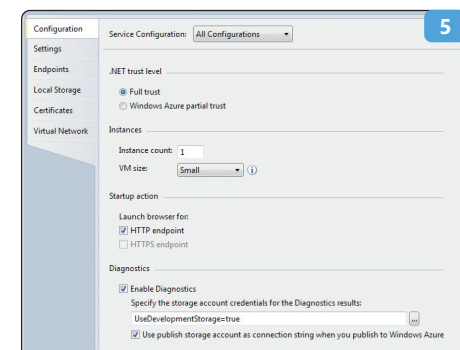 5
Configuration
Settings
Endpoints
Local Storage
Certificates
Virtual Network
Service Configuration: All Configurations
.NET trust level
Full trust
Windows Azure partial trust
Instances
Instance count: 1
VM size: Small
Startup action
Launch browser for:
HTTP endpoint
HTTPS endpoint
Diagnostics
Enable Diagnostics
Specify the storage account credentials for the Diagnostics results:
UseDevelopmentStorage=true ...
Use publish storage account as connection string when you publish to Windows Azure